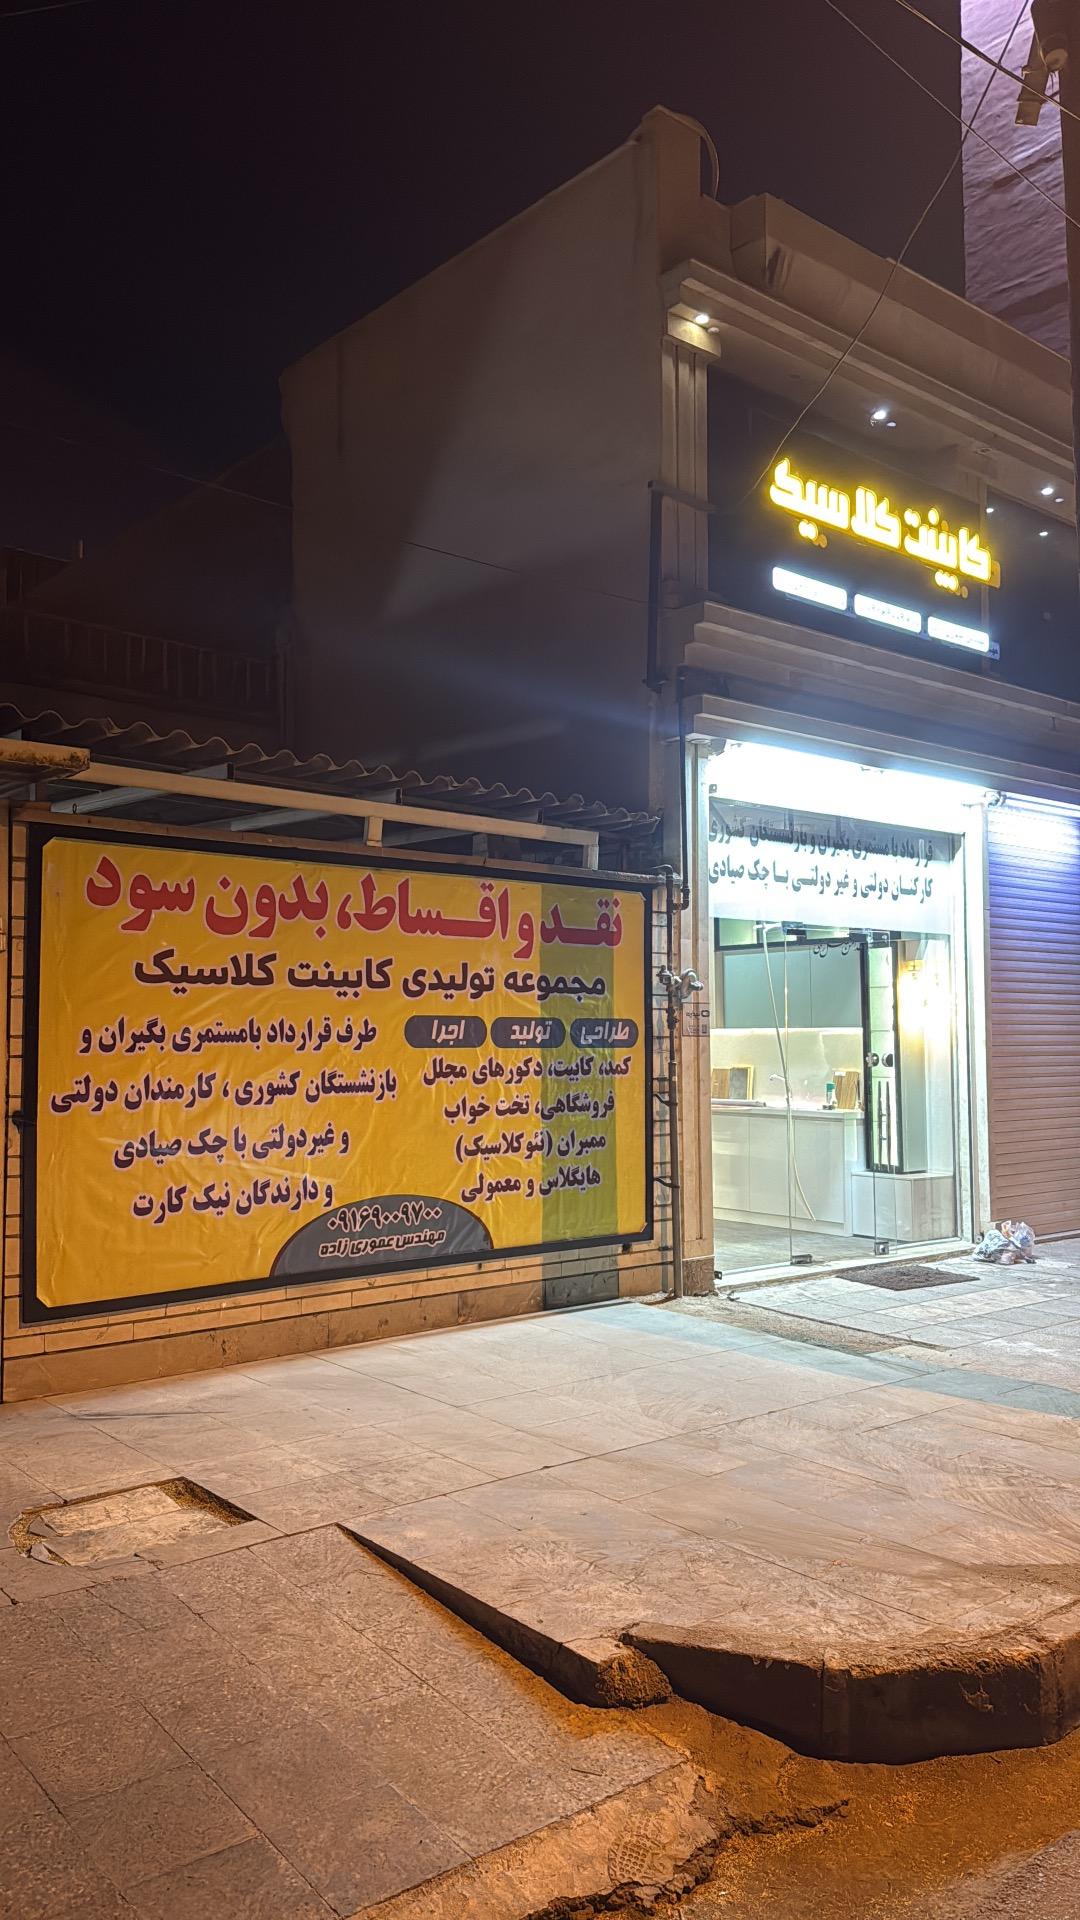 کابینت کلاسیک
قرارداد با مستمری بگیران و بازنشستگان کشوری
کارکنان دولتی و غیر دولتی با چک صیادی
نقد و اقساط، بدون سود
مجموعه تولیدی کابینت کلاسیک
طراحی تولید اجرا
کمد، کابیت، دکورهای مجلل
فروشگاهی، تخت خواب
ممبران (نئوکلاسیک)
هایگلاس و معمولی
طرف قرارداد بامستمری بگیران و
بازنشستگان کشوری، کارمندان دولتی
و غیردولتی با چک صیادی
و دارندگان نیک کارت
۰۹۱۶۹۰۰۹۷۰۰
مهندس عموری زاده